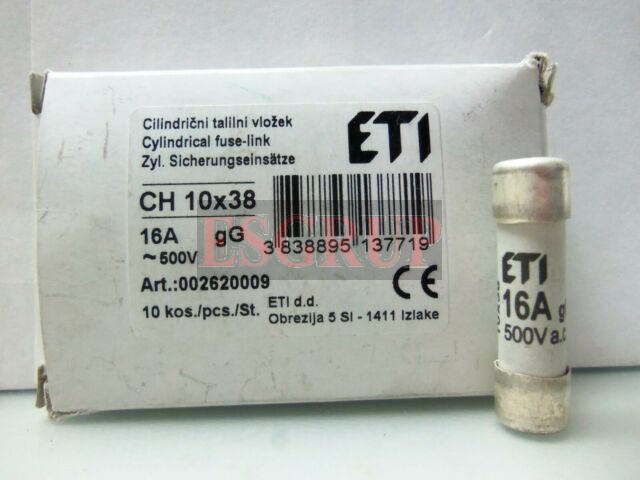 Cilindrični talilni vložek
Cylindrical fuse-link
Zyl. Sicherungseinsätze
ETI
CH 10x38
16A gG
~500V
3 838895 137719
Art.:002620009
CE
10 kos./pcs./St.
ETI d.d.
Obrezija 5 SI - 1411 Izlake
ESGRUP
ETI
16A g
500V a.c